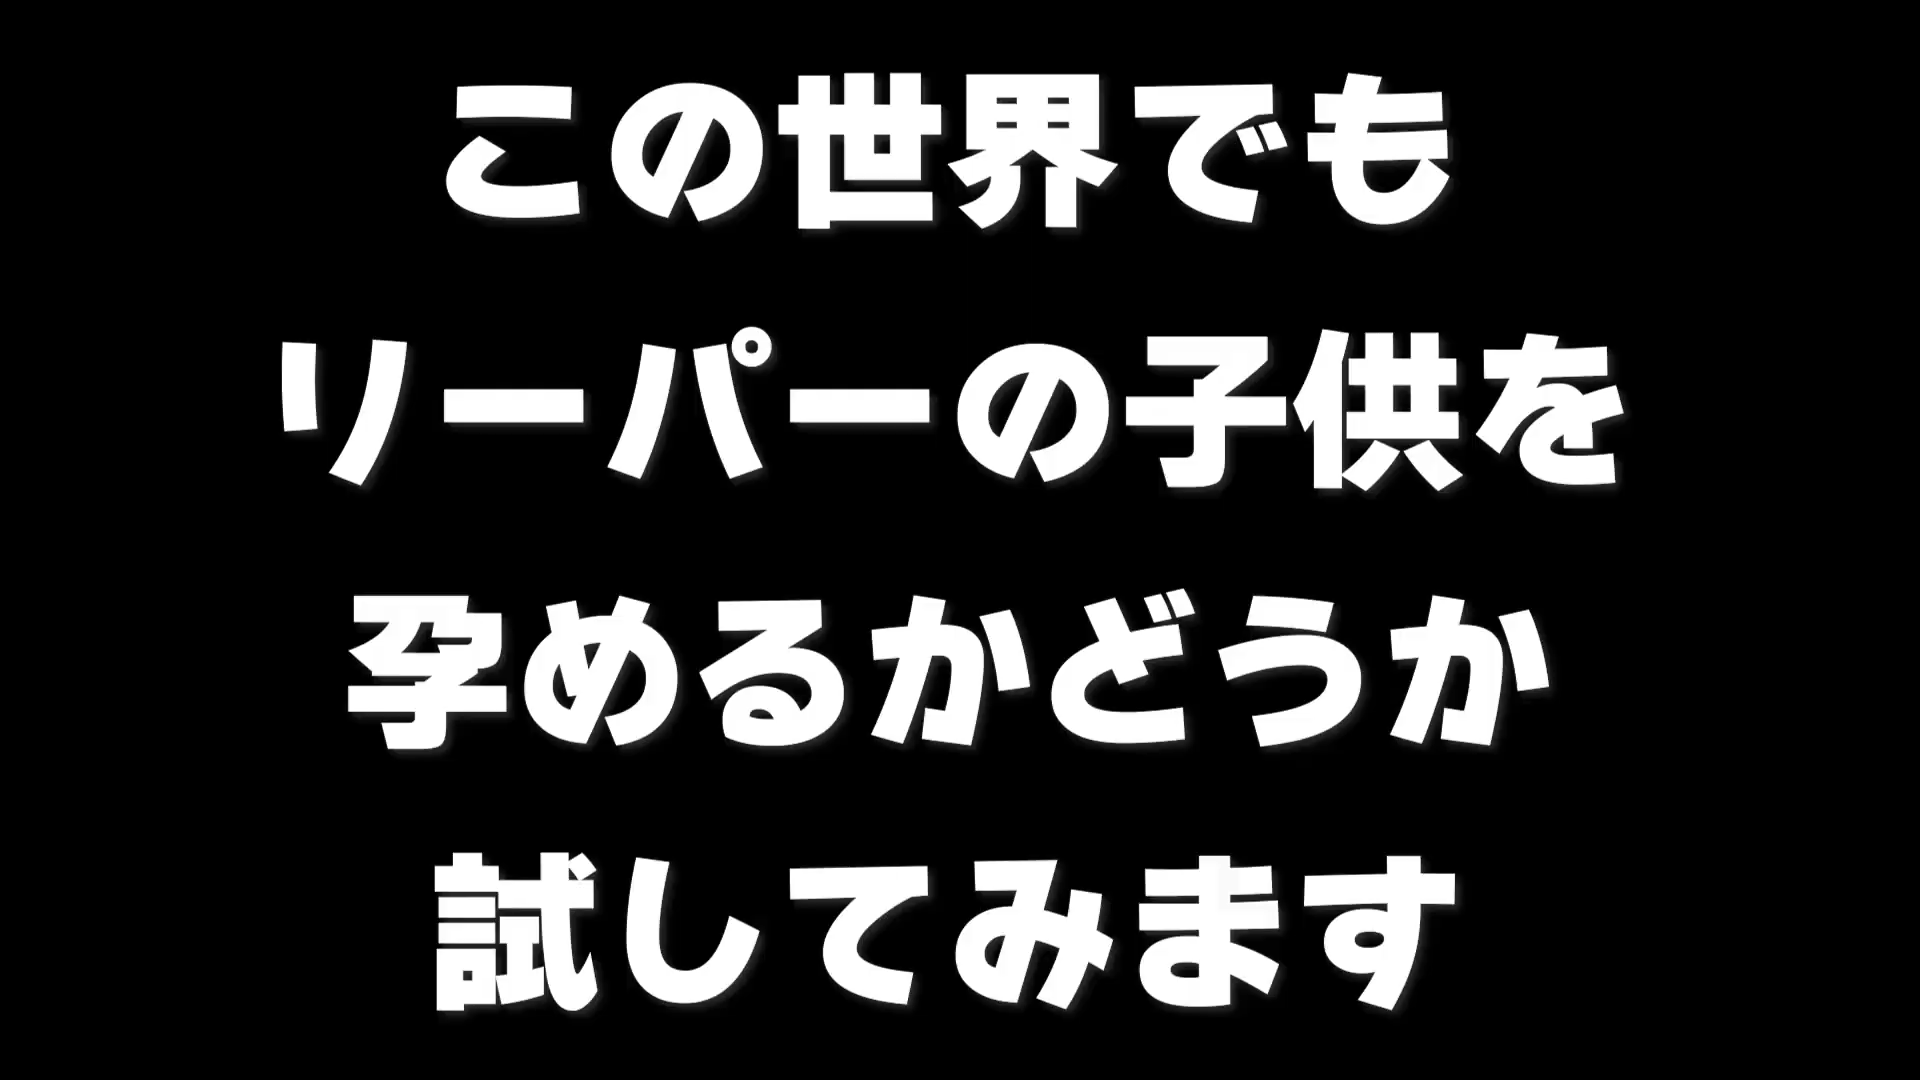 この世界でも
リーパーの子供を
孕めるかどうか
試してみます